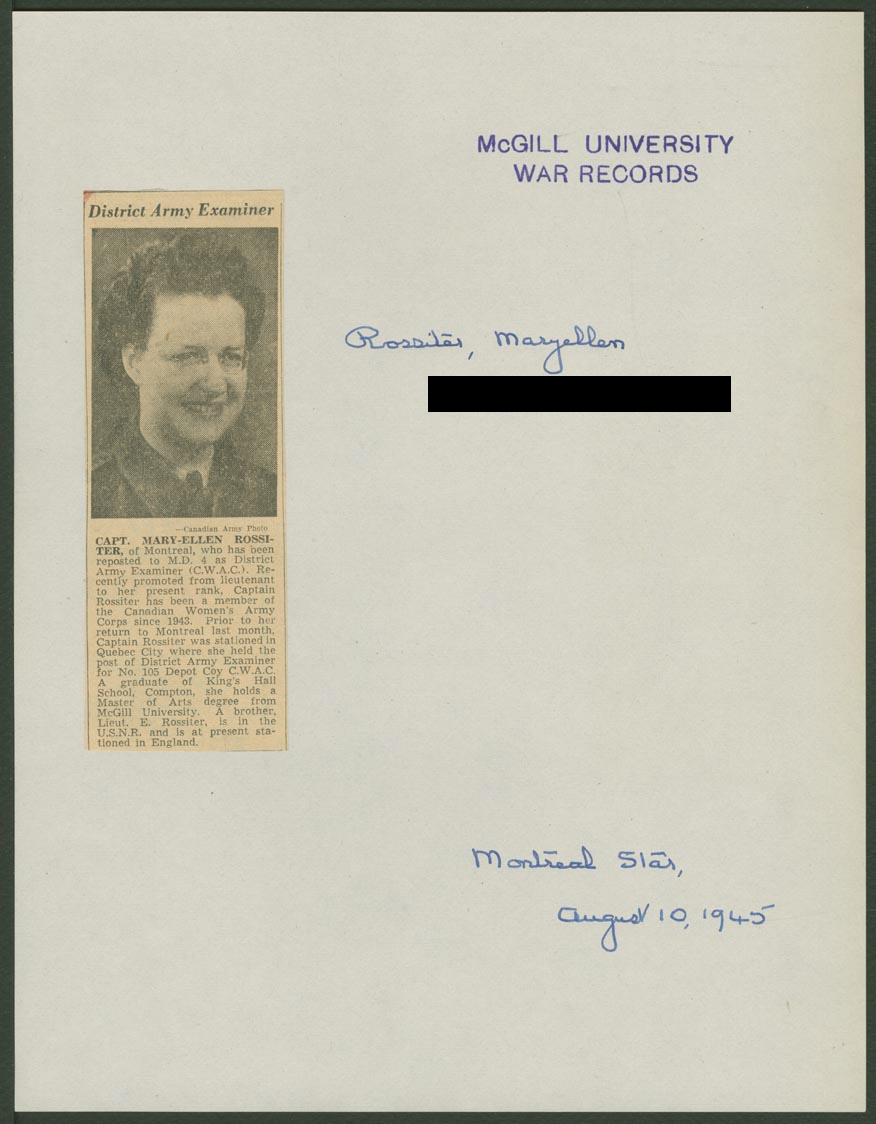 McGILL UNIVERSITY
WAR RECORDS
District Army Examiner
—Canadian Army Photo
CAPT. MARY-ELLEN ROSSI-
TER, of Montreal, who has been
reposted to M.D. 4 as District
Army Examiner (C.W.A.C.). Re-
cently promoted from lieutenant
to her present rank, Captain
Rossiter has been a member of
the Canadian Women's Army
Corps since 1943. Prior to her
return to Montreal last month,
Captain Rossiter was stationed in
Quebec City where she held the
post of District Army Examiner
for No. 105 Depot Coy C.W.A.C.
A graduate of King's Hall
School, Compton, she holds a
Master of Arts degree from
McGill University. A brother,
Lieut. E. Rossiter, is in the
U.S.N.R. and is at present sta-
tioned in England.
Rossiter, Maryellen
Montreal Star,
August 10, 1945